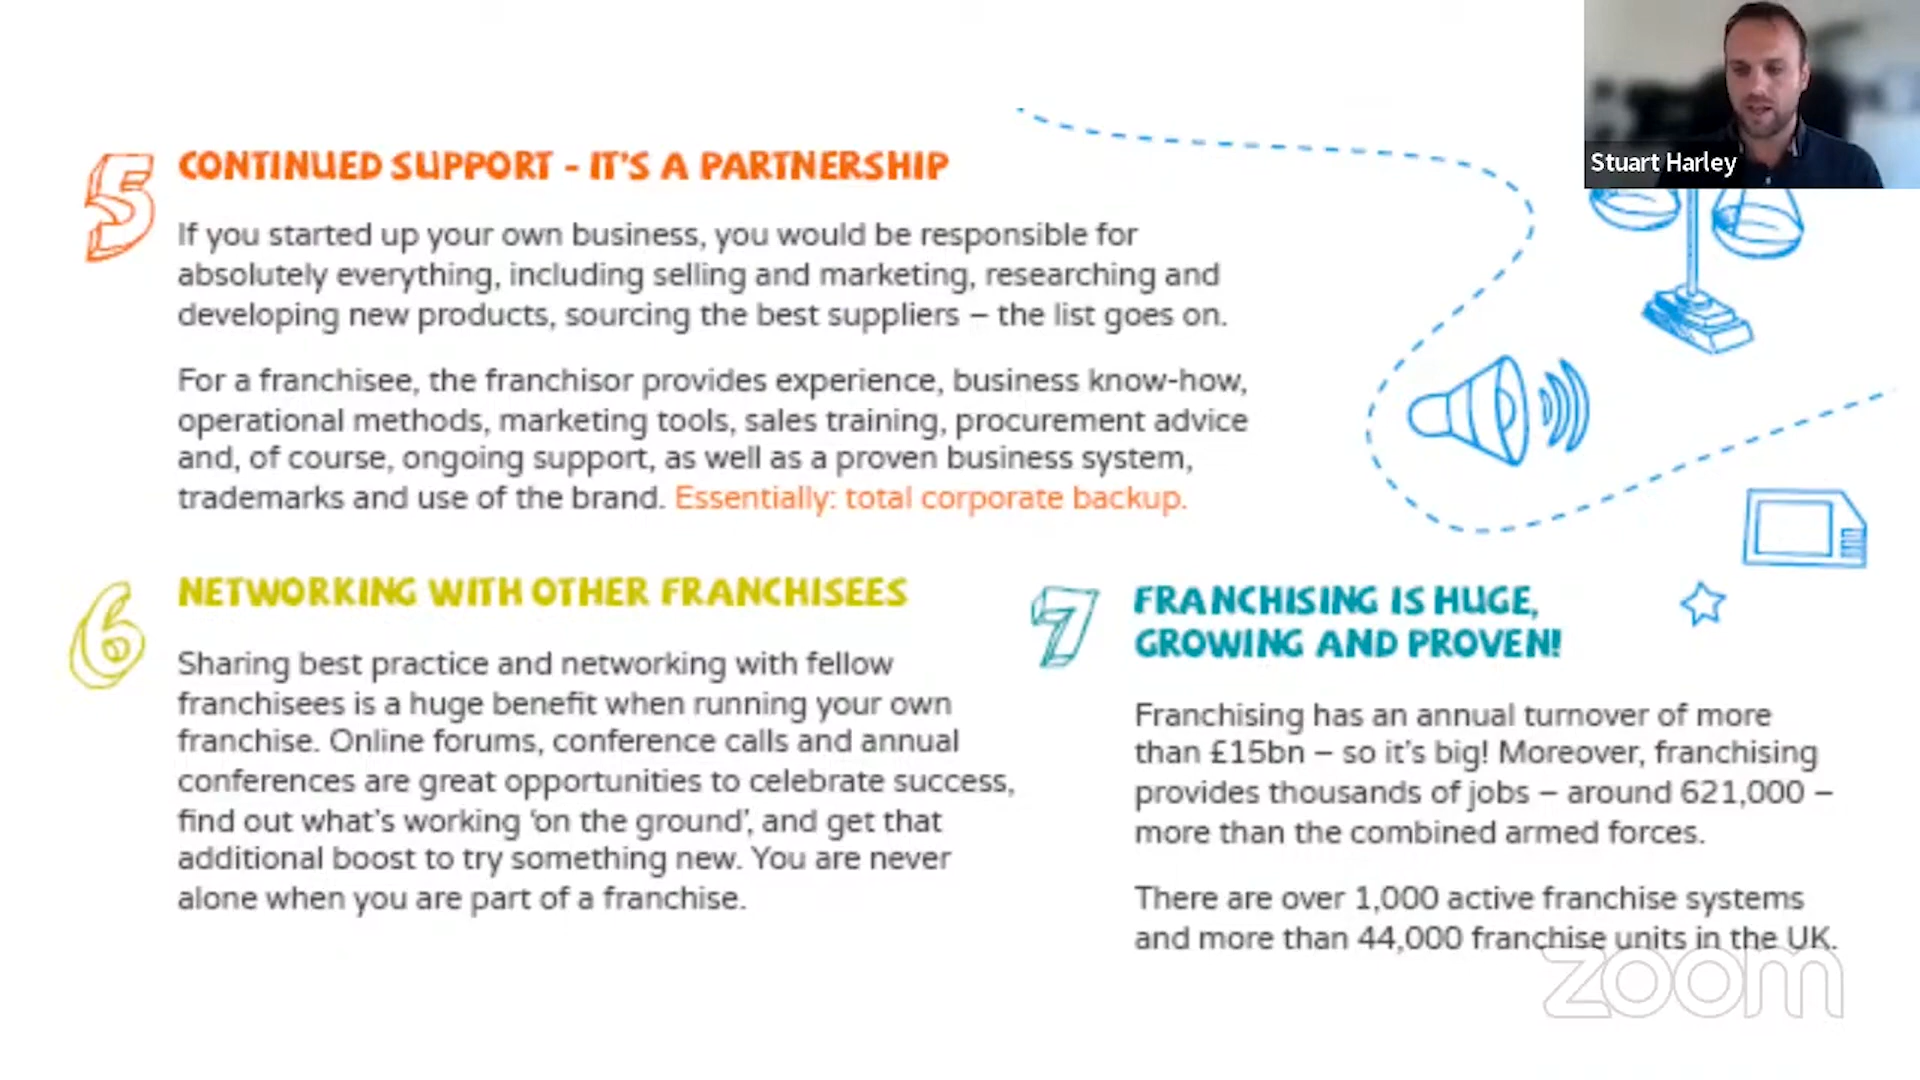 Stuart Harley
5
CONTINUED SUPPORT - IT'S A PARTNERSHIP
If you started up your own business, you would be responsible for
absolutely everything, including selling and marketing, researching and
developing new products, sourcing the best suppliers – the list goes on.
For a franchisee, the franchisor provides experience, business know-how,
operational methods, marketing tools, sales training, procurement advice
and, of course, ongoing support, as well as a proven business system,
trademarks and use of the brand. Essentially: total corporate backup.
6
NETWORKING WITH OTHER FRANCHISEES
Sharing best practice and networking with fellow
franchisees is a huge benefit when running your own
franchise. Online forums, conference calls and annual
conferences are great opportunities to celebrate success,
find out what's working 'on the ground', and get that
additional boost to try something new. You are never
alone when you are part of a franchise.
7
FRANCHISING IS HUGE,
GROWING AND PROVEN!
Franchising has an annual turnover of more
than £15bn – so it's big! Moreover, franchising
provides thousands of jobs – around 621,000 –
more than the combined armed forces.
There are over 1,000 active franchise systems
and more than 44,000 franchise units in the UK.
zoom